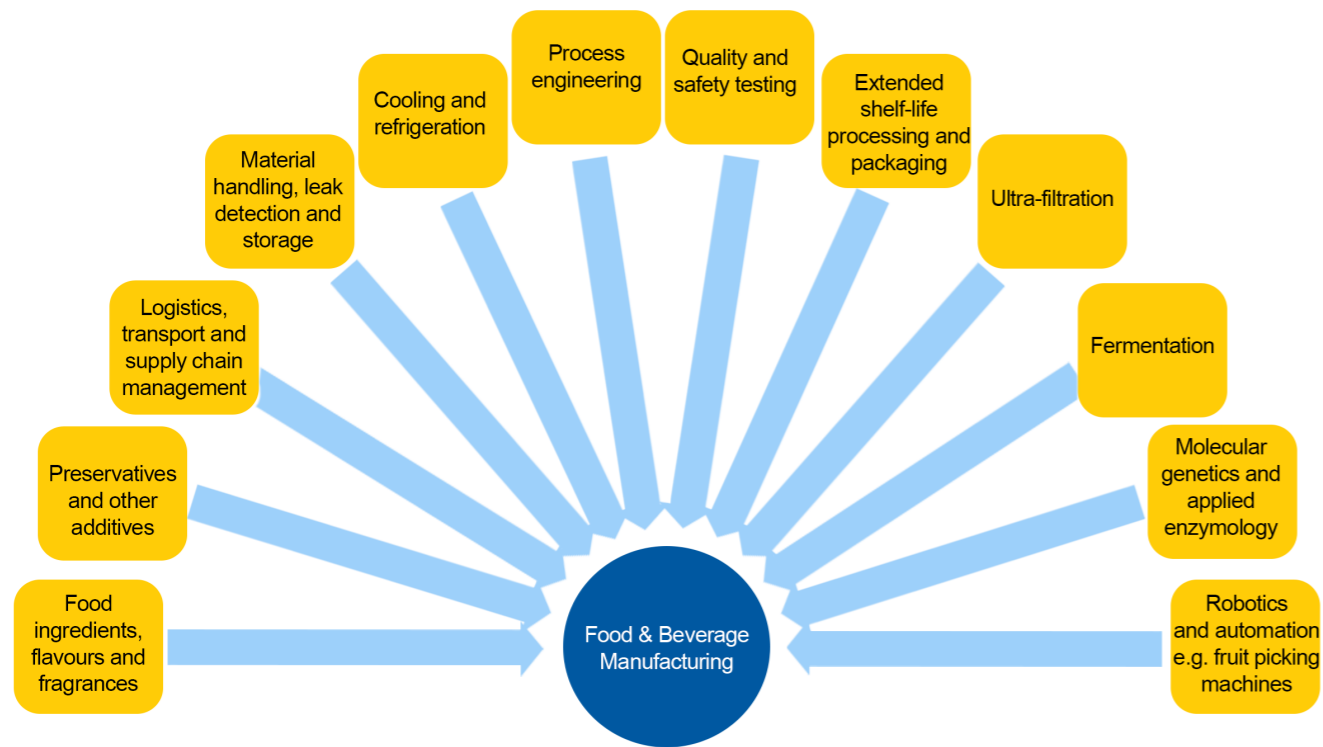 Process
engineering
Quality and
safety testing
Cooling and
refrigeration
Extended
shelf-life
processing and
packaging
Material
handling, leak
detection and
storage
Ultra-filtration
Logistics,
transport and
supply chain
management
Fermentation
Preservatives
and other
additives
Molecular
genetics and
applied
enzymology
Food
ingredients,
flavours and
fragrances
Food & Beverage
Manufacturing
Robotics
and automation
e.g. fruit picking
machines